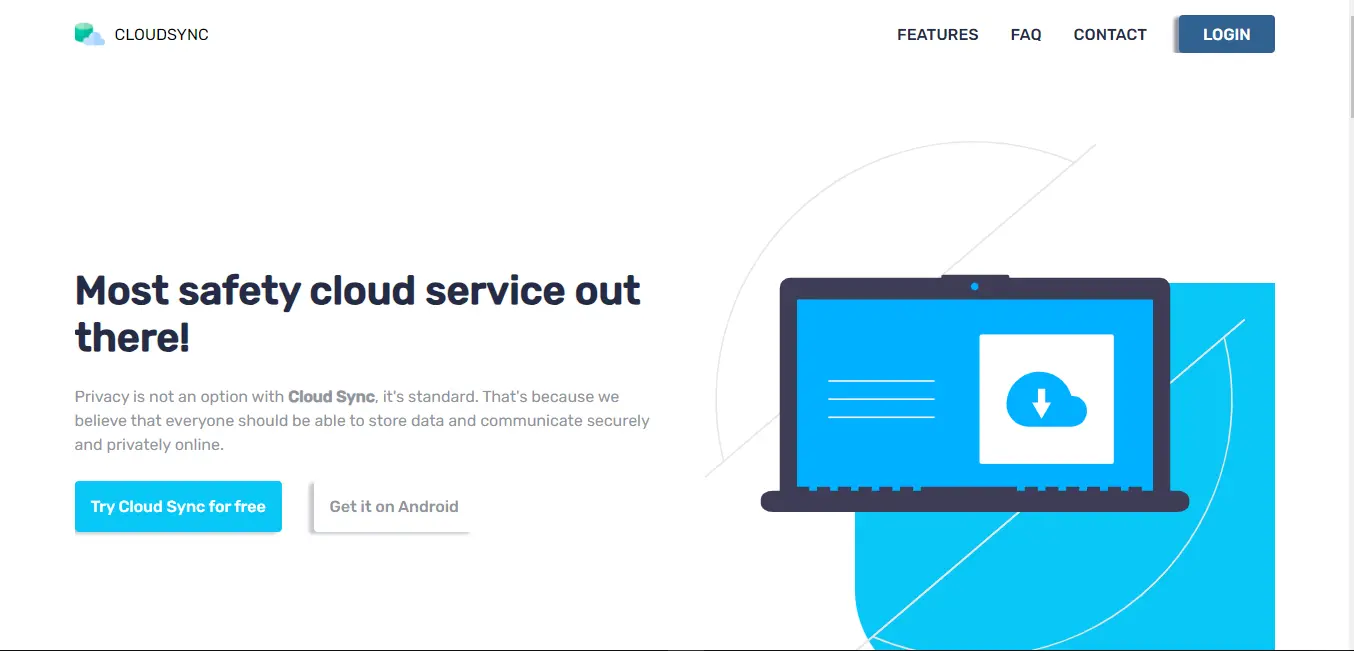 CLOUDSYNC
FEATURES
FAQ
CONTACT
LOGIN
Most safety cloud service out
there!
Privacy is not an option with Cloud Sync, it's standard. That's because we
believe that everyone should be able to store data and communicate securely
and privately online.
Try Cloud Sync for free
Get it on Android